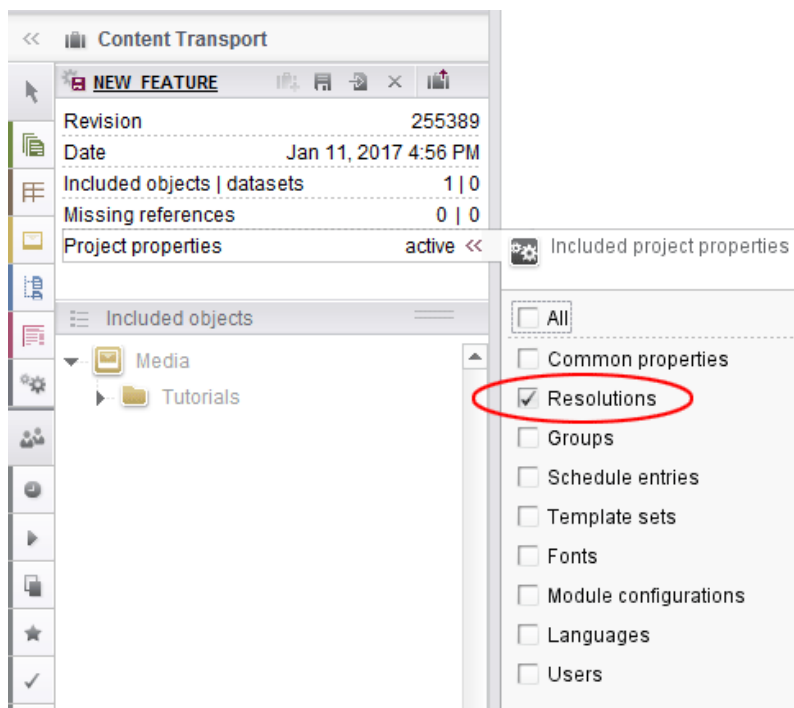 Content Transport
NEW FEATURE
Revision 255389
Date Jan 11, 2017 4:56 PM
Included objects | datasets 1 | 0
Missing references 0 | 0
Project properties active
Included objects
Media
Tutorials
Included project properties
All
Common properties
Resolutions
Groups
Schedule entries
Template sets
Fonts
Module configurations
Languages
Users